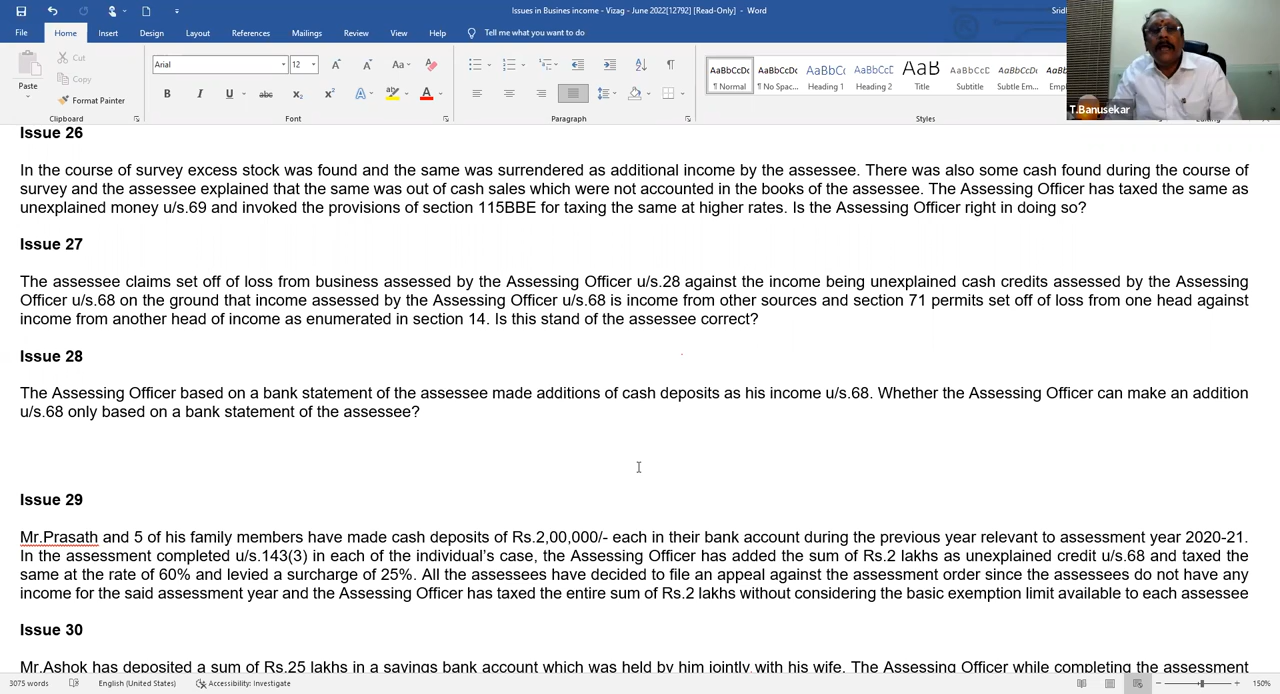 Issues in Busines income - Vizag - June 2022[12792] [Read-Only] - Word
Sridh
File Home Insert Design Layout References Mailings Review View Help Tell me what you want to do
Paste
Cut
Copy
Format Painter
Arial 12
AaBbCcDc AaBbCcDc AaBbCc AaBbCcD AaB AaBbCcD AaBbCcDc AaBb
¶ Normal ¶ No Spac... Heading 1 Heading 2 Title Subtitle Subtle Em... Emp
Clipboard Font Paragraph Styles
T.Banusekar
Issue 26
In the course of survey excess stock was found and the same was surrendered as additional income by the assessee. There was also some cash found during the course of
survey and the assessee explained that the same was out of cash sales which were not accounted in the books of the assessee. The Assessing Officer has taxed the same as
unexplained money u/s.69 and invoked the provisions of section 115BBE for taxing the same at higher rates. Is the Assessing Officer right in doing so?
Issue 27
The assessee claims set off of loss from business assessed by the Assessing Officer u/s.28 against the income being unexplained cash credits assessed by the Assessing
Officer u/s.68 on the ground that income assessed by the Assessing Officer u/s.68 is income from other sources and section 71 permits set off of loss from one head against
income from another head of income as enumerated in section 14. Is this stand of the assessee correct?
Issue 28
The Assessing Officer based on a bank statement of the assessee made additions of cash deposits as his income u/s.68. Whether the Assessing Officer can make an addition
u/s.68 only based on a bank statement of the assessee?
Issue 29
Mr.Prasath and 5 of his family members have made cash deposits of Rs.2,00,000/- each in their bank account during the previous year relevant to assessment year 2020-21.
In the assessment completed u/s.143(3) in each of the individual's case, the Assessing Officer has added the sum of Rs.2 lakhs as unexplained credit u/s.68 and taxed the
same at the rate of 60% and levied a surcharge of 25%. All the assessees have decided to file an appeal against the assessment order since the assessees do not have any
income for the said assessment year and the Assessing Officer has taxed the entire sum of Rs.2 lakhs without considering the basic exemption limit available to each assessee
Issue 30
Mr.Ashok has deposited a sum of Rs.25 lakhs in a savings bank account which was held by him jointly with his wife. The Assessing Officer while completing the assessment
3075 words English (United States) Accessibility: Investigate 150%